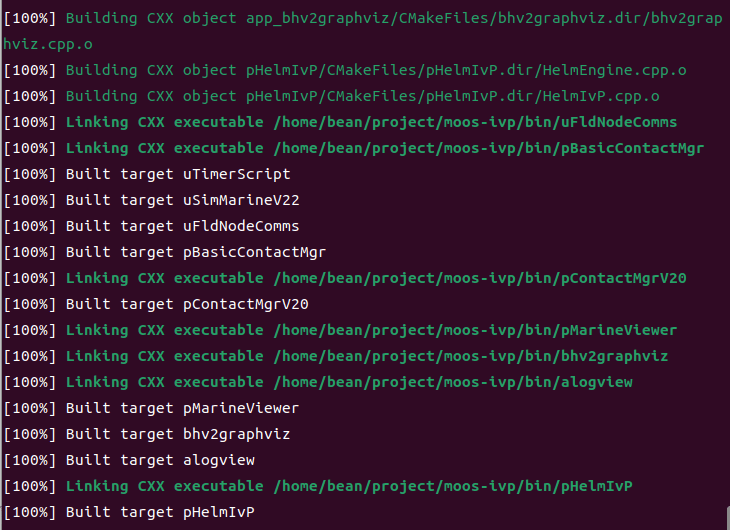 [100%] Building CXX object app_bhv2graphviz/CMakeFiles/bhv2graphviz.dir/bhv2grap
hviz.cpp.o
[100%] Building CXX object pHelmIvP/CMakeFiles/pHelmIvP.dir/HelmEngine.cpp.o
[100%] Building CXX object pHelmIvP/CMakeFiles/pHelmIvP.dir/HelmIvP.cpp.o
[100%] Linking CXX executable /home/bean/project/moos-ivp/bin/uFldNodeComms
[100%] Linking CXX executable /home/bean/project/moos-ivp/bin/pBasicContactMgr
[100%] Built target uTimerScript
[100%] Built target uSimMarineV22
[100%] Built target uFldNodeComms
[100%] Built target pBasicContactMgr
[100%] Linking CXX executable /home/bean/project/moos-ivp/bin/pContactMgrV20
[100%] Built target pContactMgrV20
[100%] Linking CXX executable /home/bean/project/moos-ivp/bin/pMarineViewer
[100%] Linking CXX executable /home/bean/project/moos-ivp/bin/bhv2graphviz
[100%] Linking CXX executable /home/bean/project/moos-ivp/bin/alogview
[100%] Built target pMarineViewer
[100%] Built target bhv2graphviz
[100%] Built target alogview
[100%] Linking CXX executable /home/bean/project/moos-ivp/bin/pHelmIvP
[100%] Built target pHelmIvP